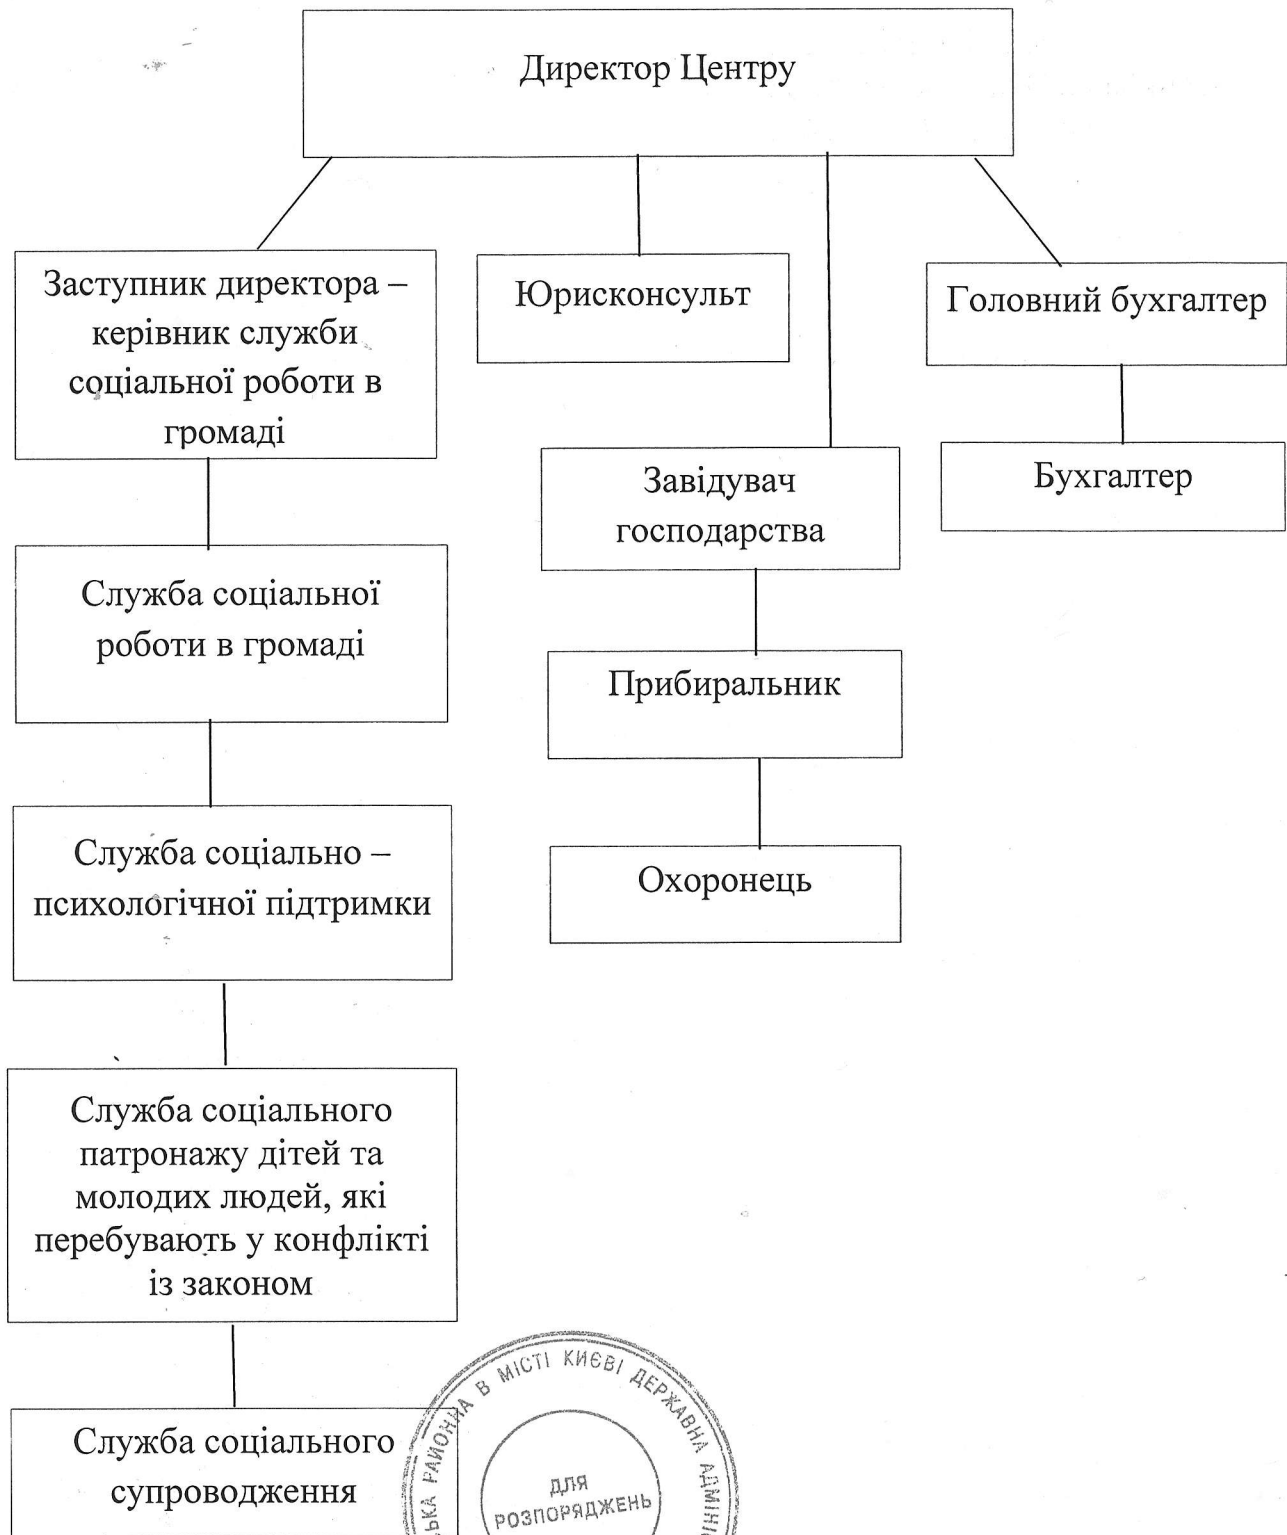 Директор Центру
Заступник директора –
керівник служби
соціальної роботи в
громаді
Юрисконсульт
Головний бухгалтер
Завідувач
господарства
Бухгалтер
Служба соціальної
роботи в громаді
Прибиральник
Служба соціально –
психологічної підтримки
Охоронець
Служба соціального
патронажу дітей та
молодих людей, які
перебувають у конфлікті
із законом
Служба соціального
супроводження
РАЙОННА В МІСТІ КИЄВІ ДЕРЖАВНА
ДЛЯ
РОЗПОРЯДЖЕНЬ